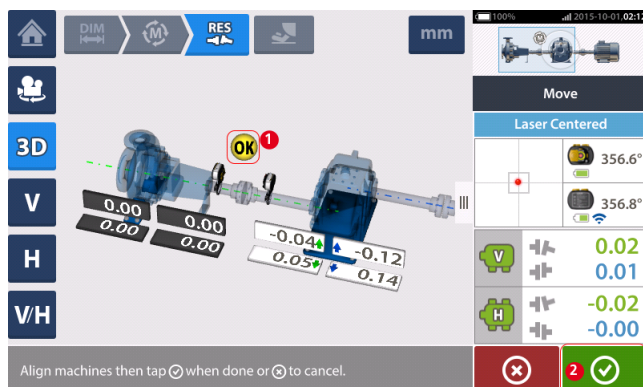 DIM
M
RES
mm
100%
2015-10-01,02:12
M
Move
Laser Centered
OK
1
3D
356.6°
356.8°
0.00
0.00
0.00
0.00
-0.04
-0.12
0.05
0.14
V
H
V/H
V
0.02
0.01
H
-0.02
-0.00
Align machines then tap when done or to cancel.
2